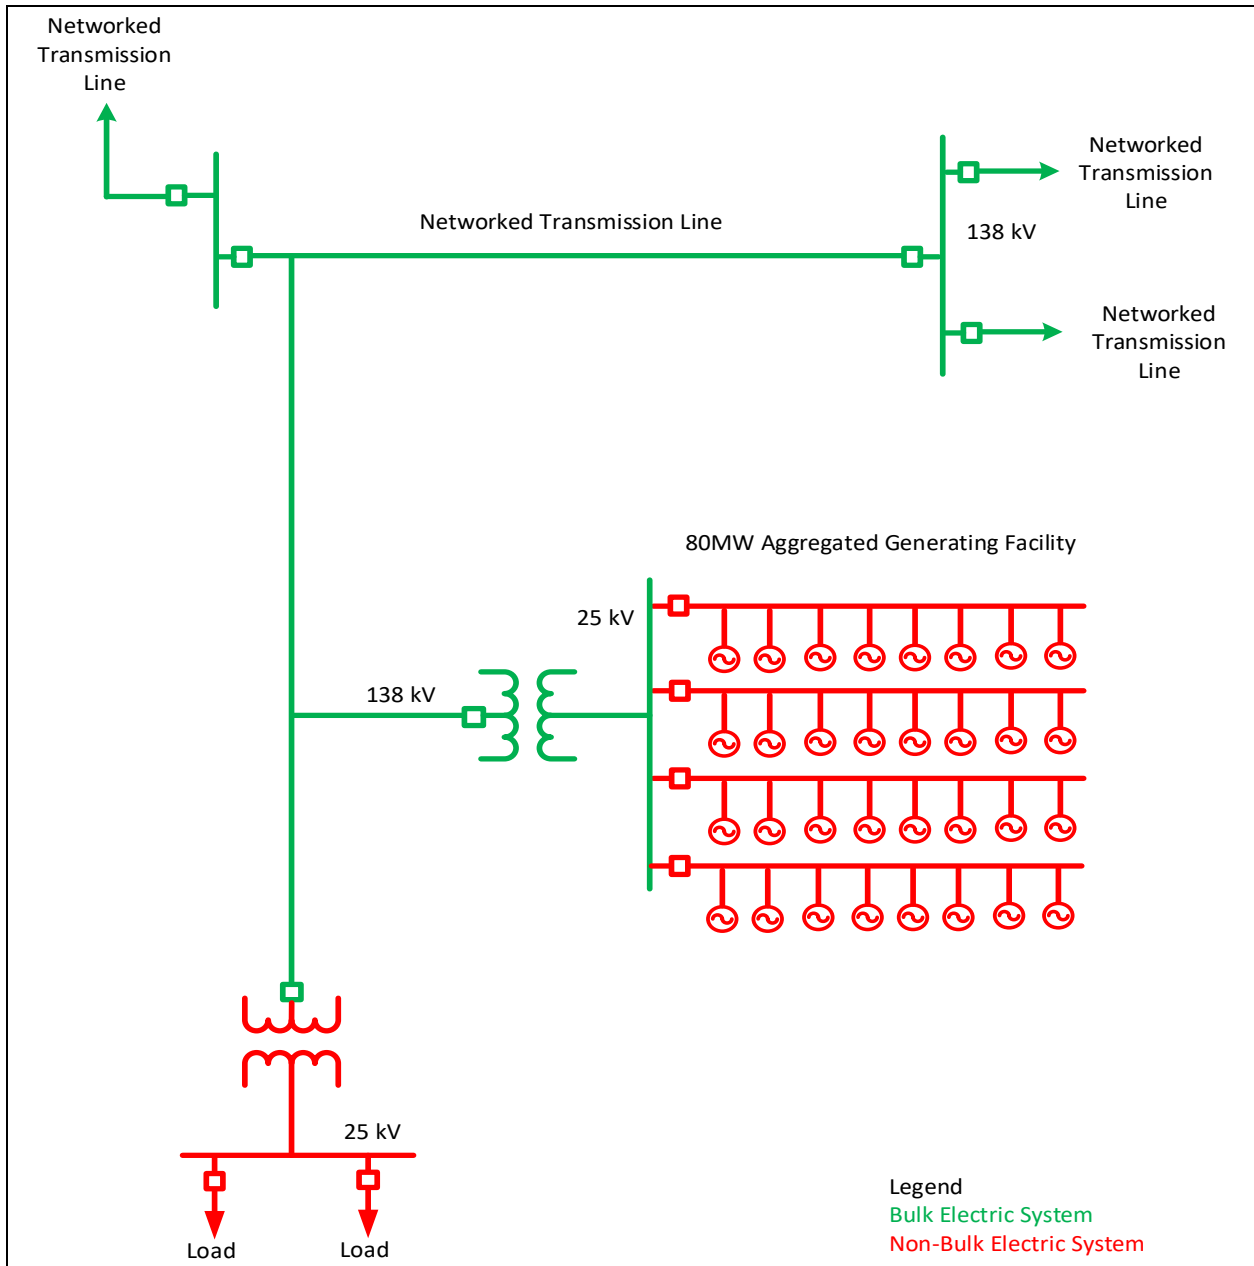 Networked
Transmission
Line
Networked Transmission Line
Networked
Transmission
Line
138 kV
Networked
Transmission
Line
80MW Aggregated Generating Facility
25 kV
138 kV
25 kV
Load
Load
Legend
Bulk Electric System
Non-Bulk Electric System